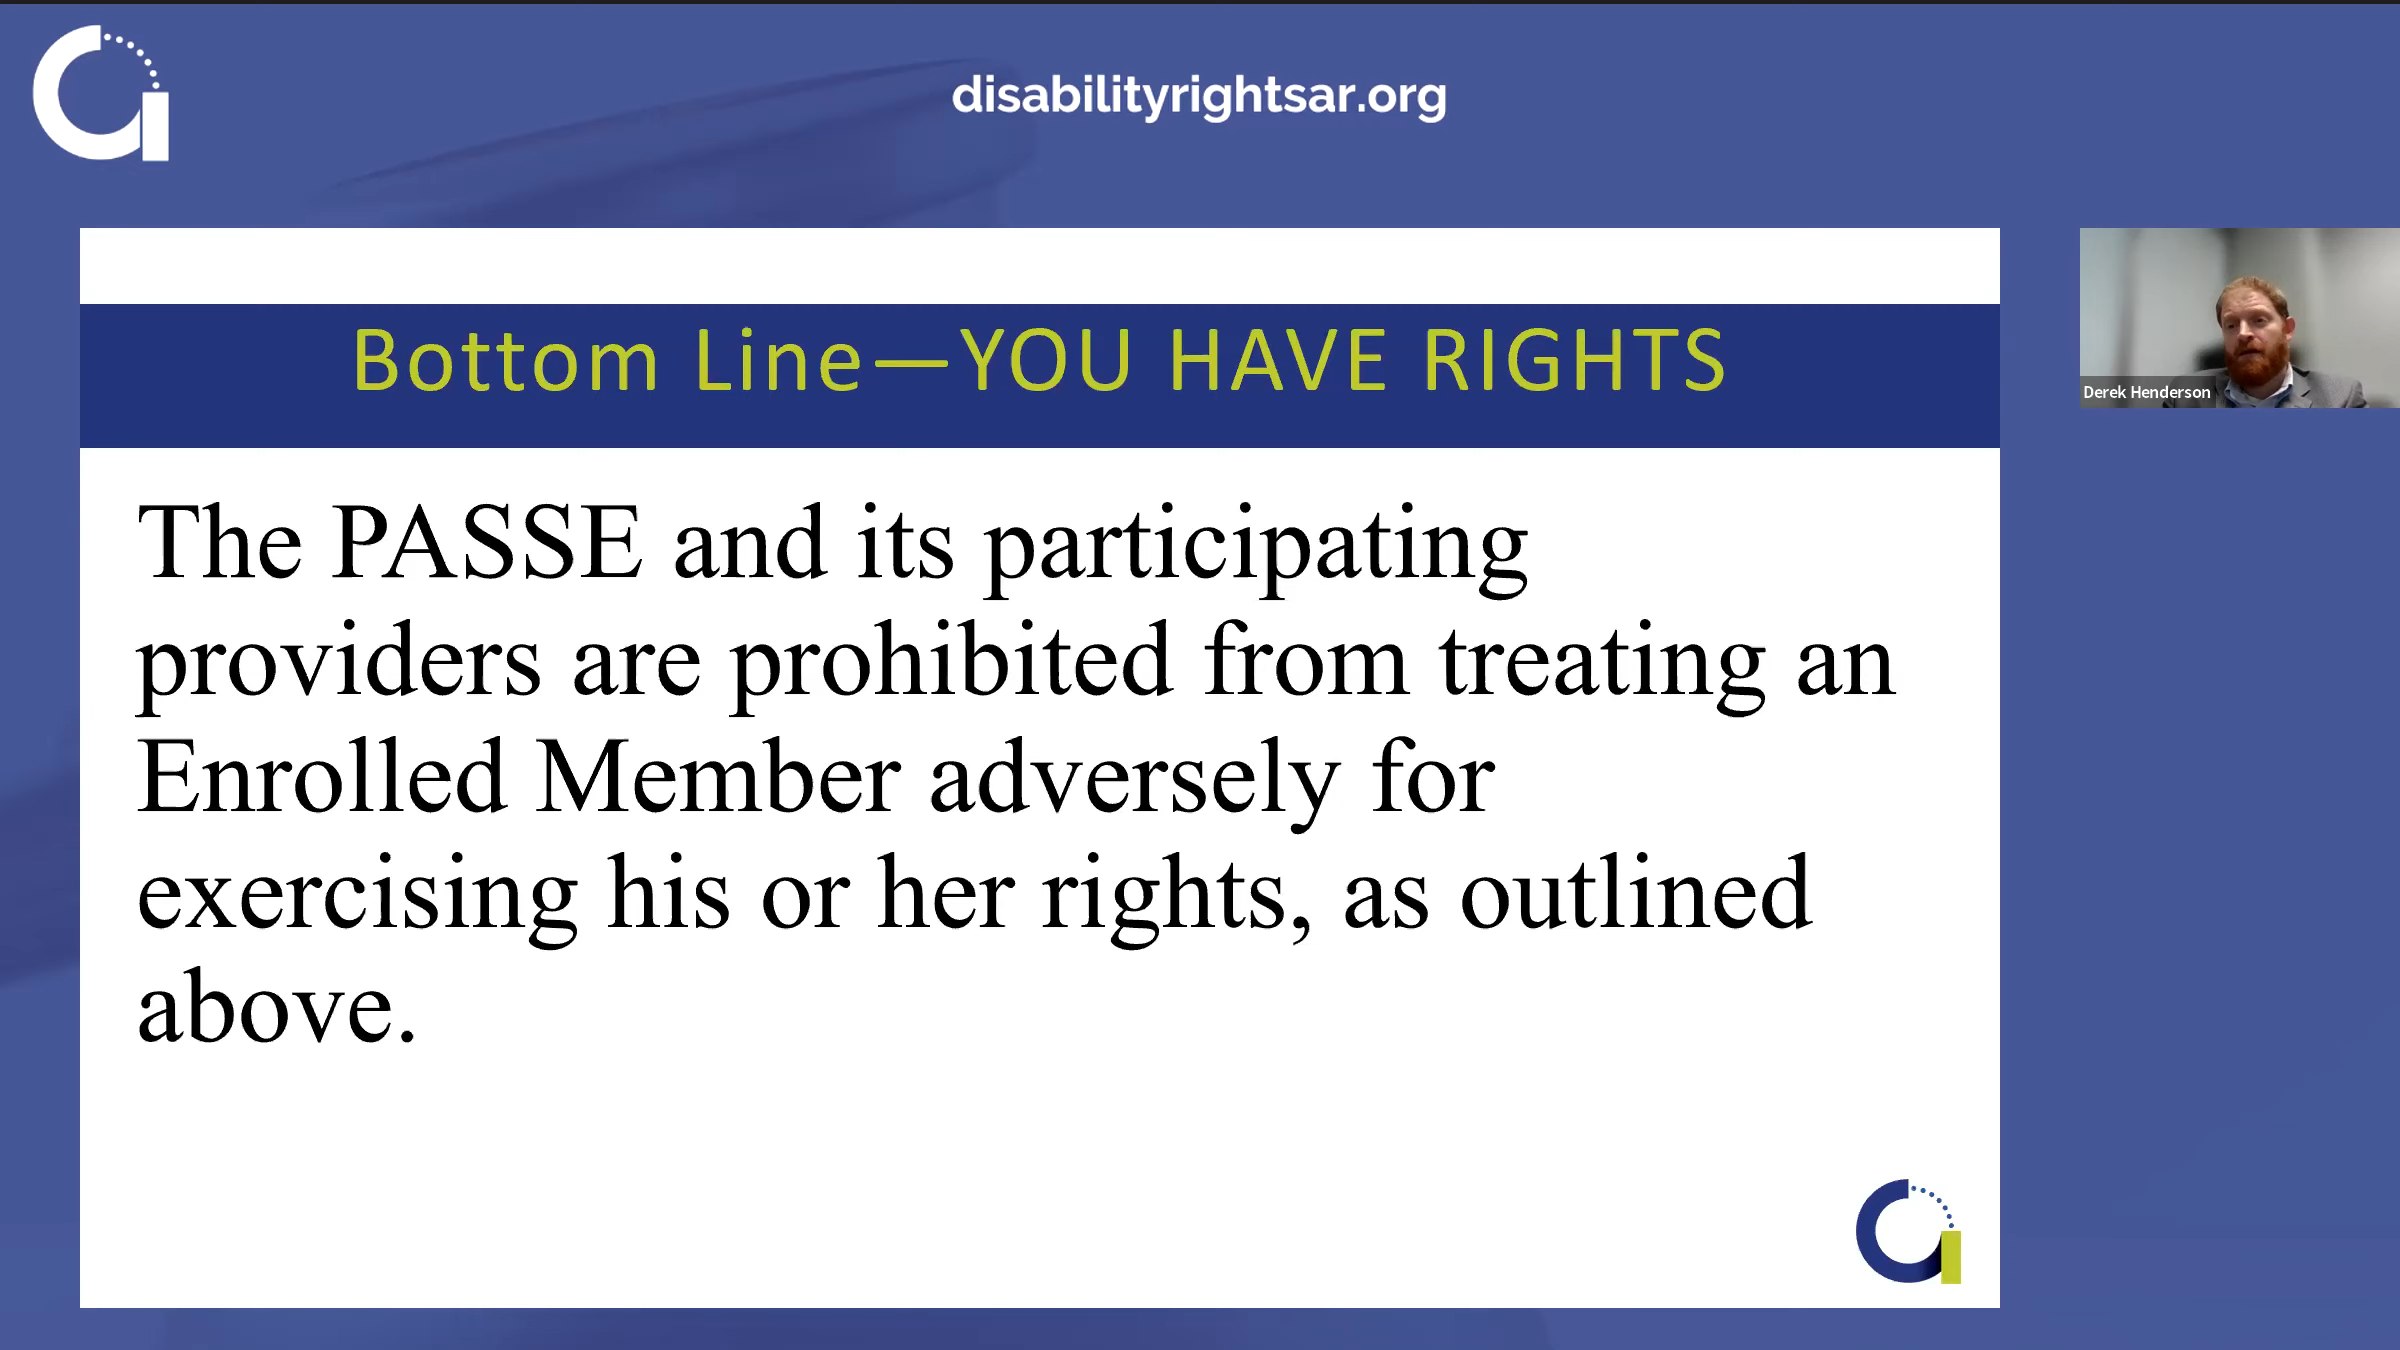 disabilityrightsar.org
Bottom Line—YOU HAVE RIGHTS
Derek Henderson
The PASSE and its participating
providers are prohibited from treating an
Enrolled Member adversely for
exercising his or her rights, as outlined
above.